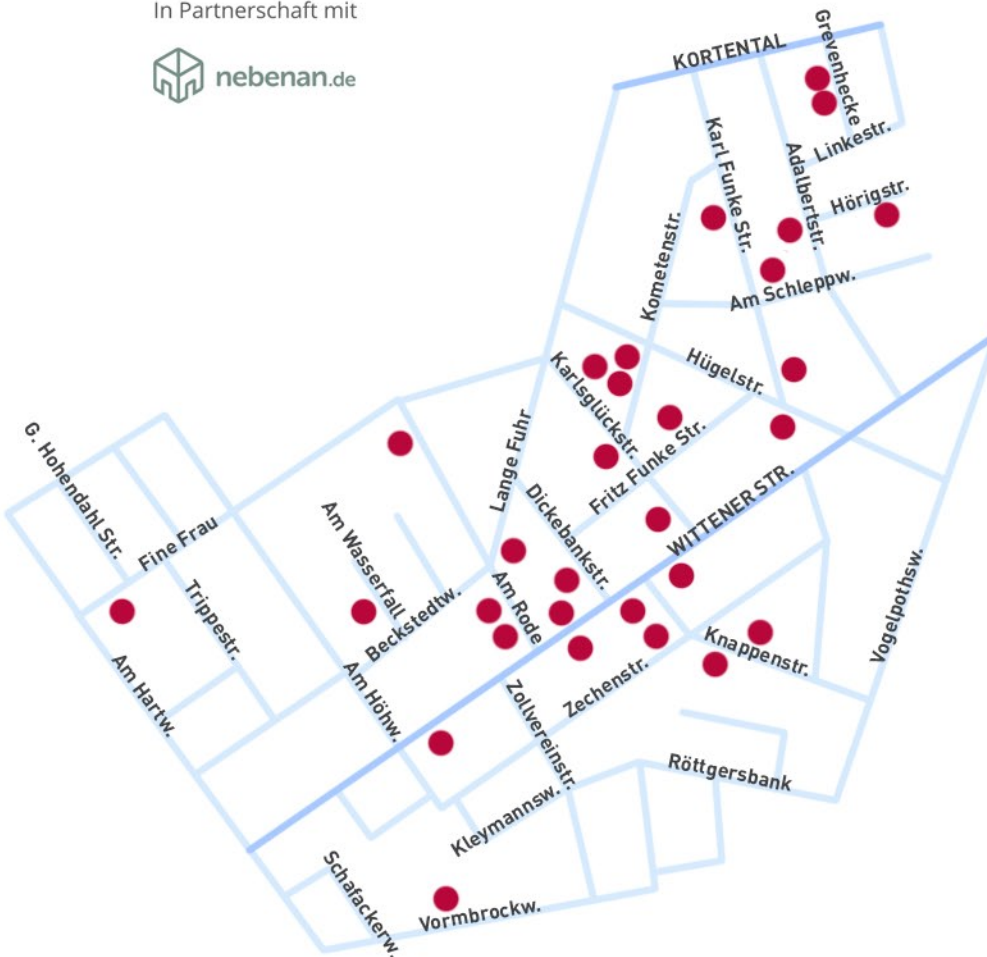 In Partnerschaft mit
nebenan.de
KORTENTAL
Grevenhecke
Linkestr.
Karl Funke Str.
Adalbertstr.
Hörigstr.
Kometenstr.
Am Schleppw.
Hügelstr.
Karlsglückstr.
Lange Fuhr
Fritz Funke Str.
G. Hohendahl Str.
Fine Frau
Am Wasserfall
Dickebankstr.
WITTENER STR.
Trippestr.
Beckstedtw.
Am Rode
Vogelpothsw.
Knappenstr.
Am Hartw.
Am Höhw.
Zechenstr.
Zollvereinstr.
Röttgersbank
Kleymannsw.
Schafackerw.
Vormbrockw.